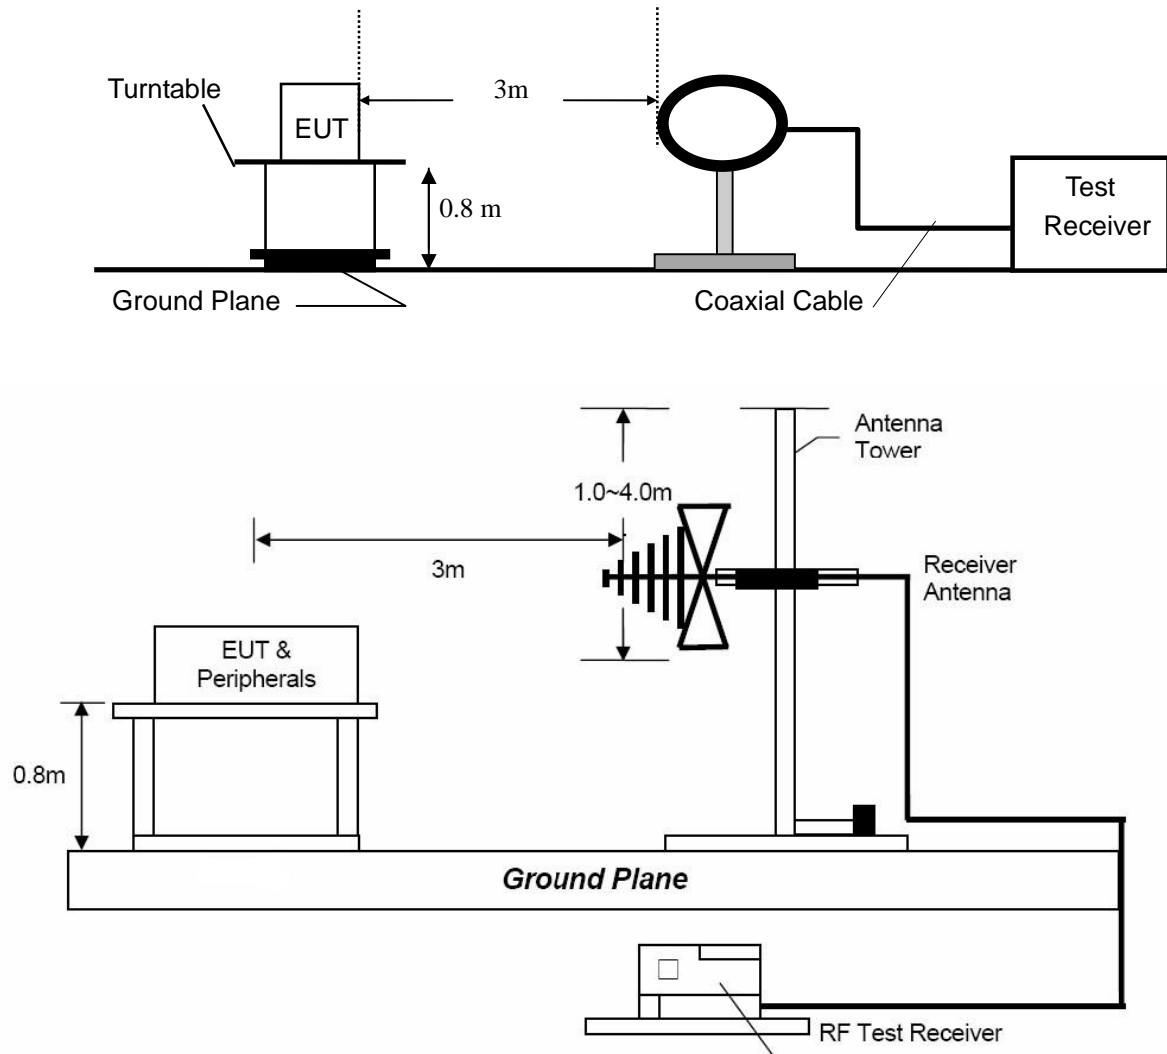 3m
Turntable
EUT
0.8 m
Test
Receiver
Ground Plane
Coaxial Cable
Antenna
Tower
1.0~4.0m
3m
Receiver
Antenna
EUT &
Peripherals
0.8m
Ground Plane
RF Test Receiver